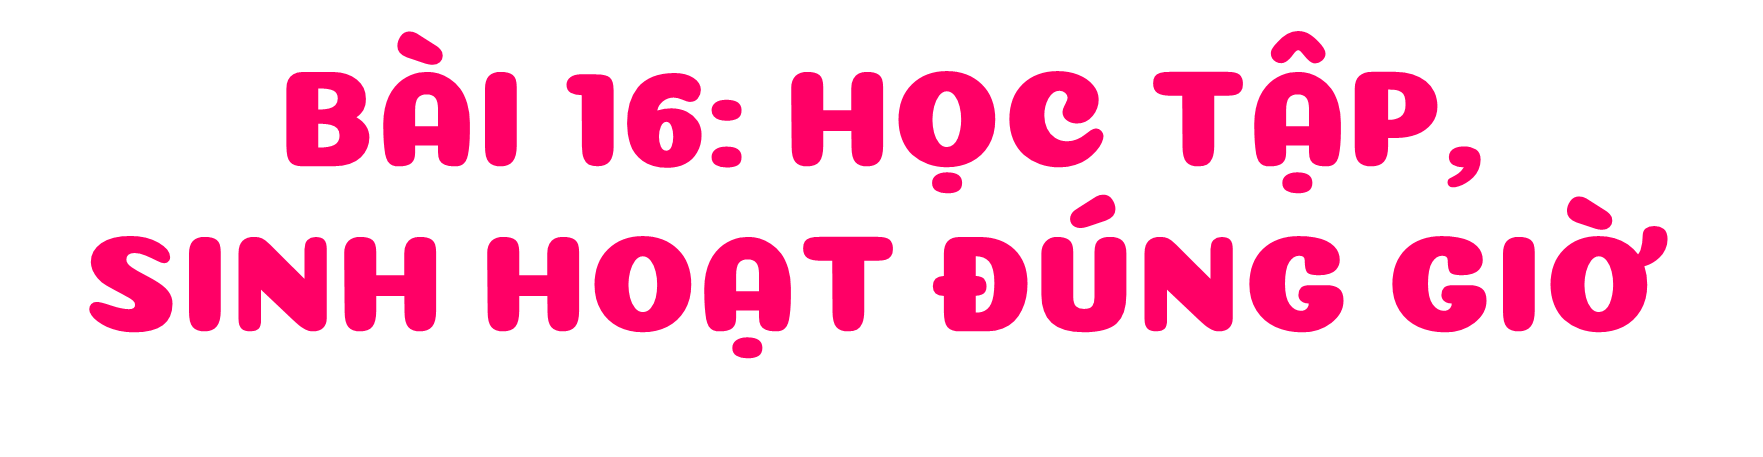 BÀI 16: HỌC TẬP,
SINH HOẠT ĐÚNG GIỜ